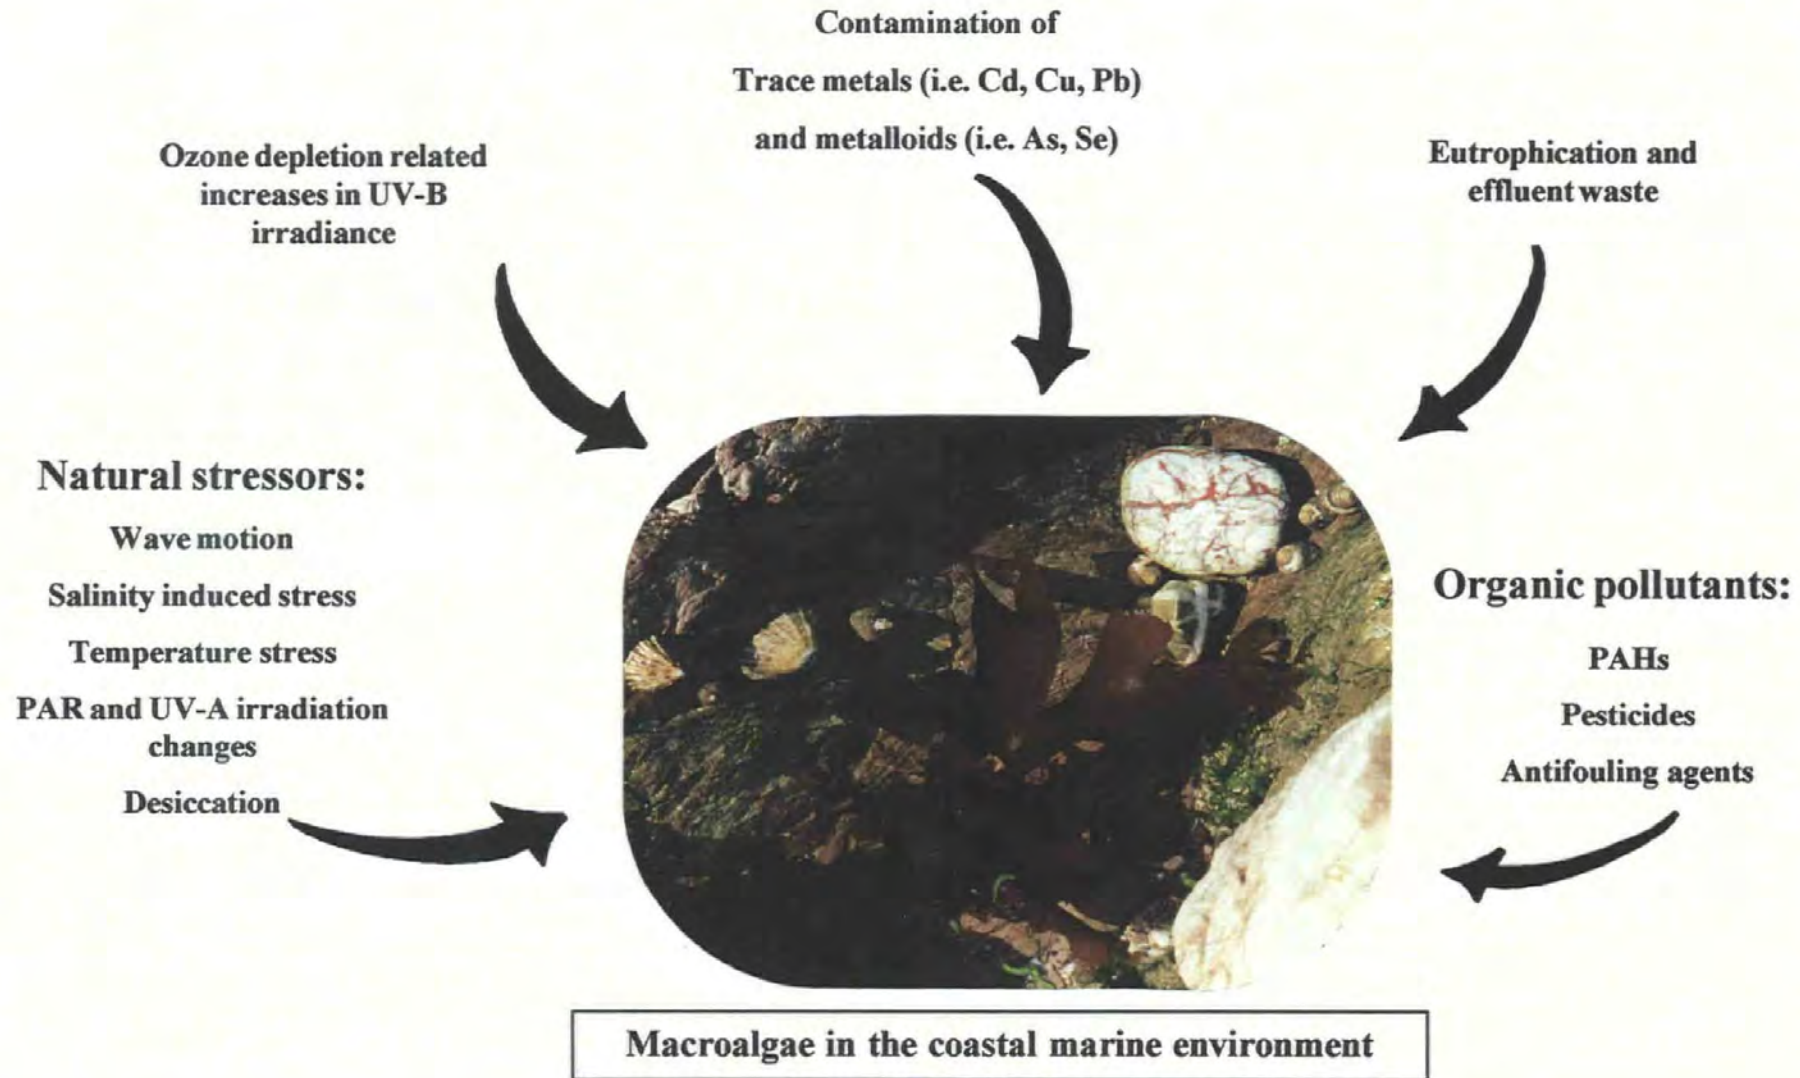 Contamination of
Trace metals (i.e. Cd, Cu, Pb)
and metalloids (i.e. As, Se)
Ozone depletion related
increases in UV-B
irradiance
Eutrophication and
effluent waste
Natural stressors:
Wave motion
Salinity induced stress
Temperature stress
PAR and UV-A irradiation
changes
Desiccation
Organic pollutants:
PAHs
Pesticides
Antifouling agents
Macroalgae in the coastal marine environment